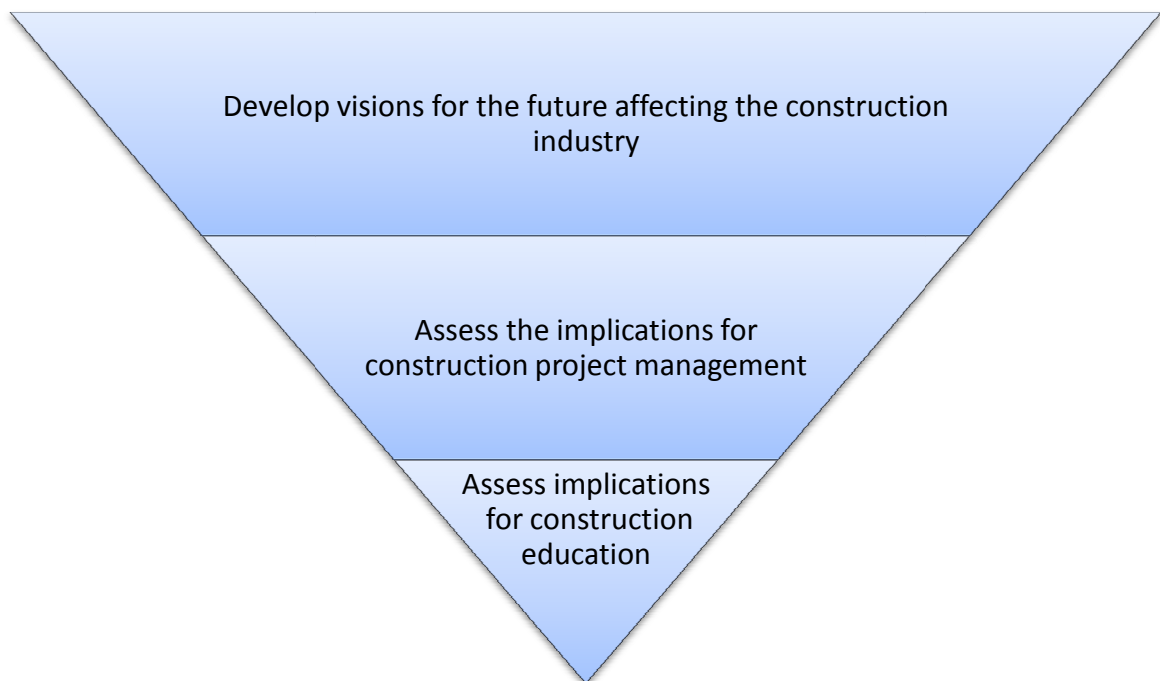 Develop visions for the future affecting the construction
industry
Assess the implications for
construction project management
Assess implications
for construction
education